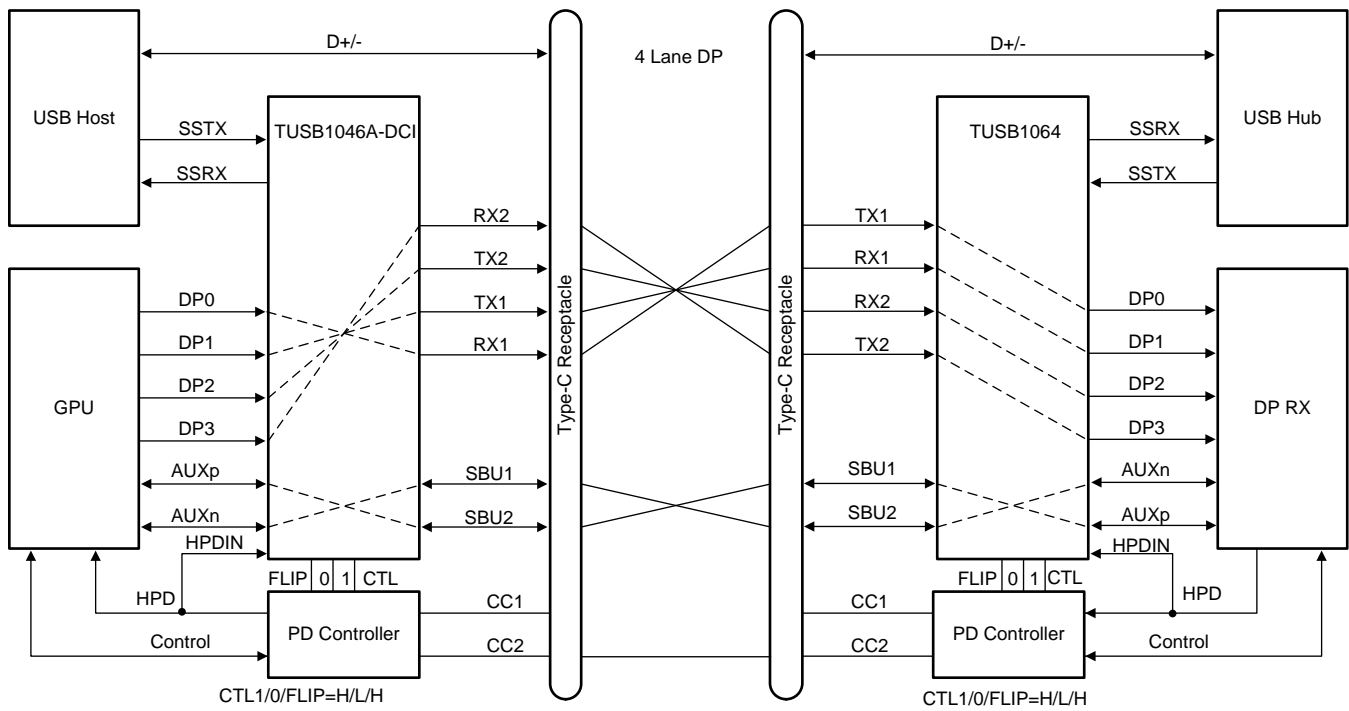 D+/-
4 Lane DP
D+/-
USB Host
SSTX
SSRX
TUSB1046A-DCI
TUSB1064
SSRX
SSTX
USB Hub
RX2
TX2
TX1
RX1
Type-C Receptacle
Type-C Receptacle
TX1
RX1
RX2
TX2
GPU
DP0
DP1
DP2
DP3
AUXp
AUXn
HPDIN
SBU1
SBU2
SBU1
SBU2
DP0
DP1
DP2
DP3
AUXn
AUXp
HPDIN
DP RX
FLIP 0 1 CTL
HPD
Control
PD Controller
CC1
CC2
CTL1/0/FLIP=H/L/H
FLIP 0 1 CTL
CC1
CC2
PD Controller
HPD
Control
CTL1/0/FLIP=H/L/H